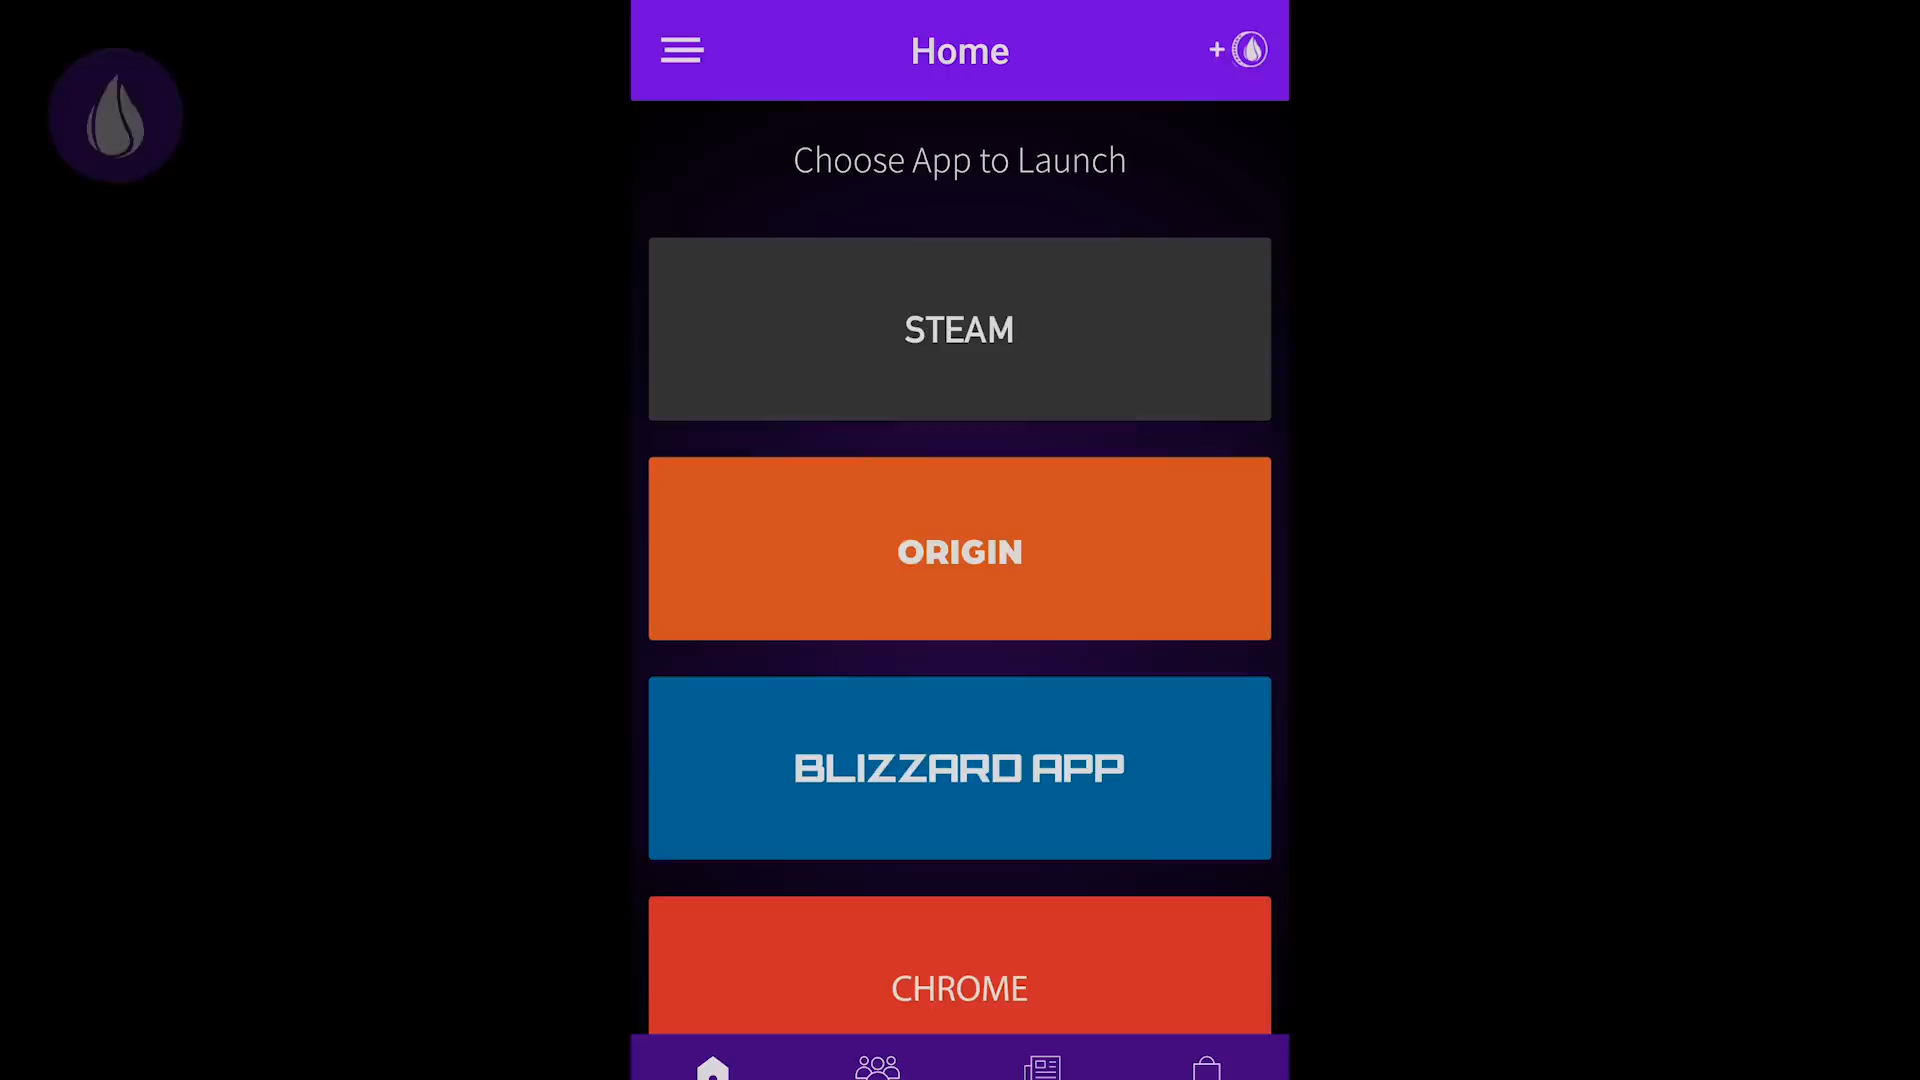 Home
+
Choose App to Launch
STEAM
ORIGIN
BLIZZARD APP
CHROME